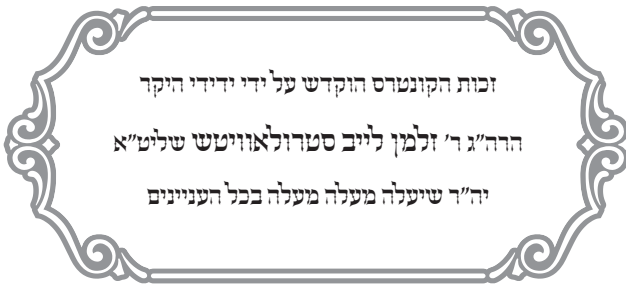 זכות הקונטרס הוקדש על ידי ידידי היקר
הרה"ג ר' זלמן לייב סטרולאוויטש שליט"א
יה"ר שיעלה מעלה מעלה בכל העניינים